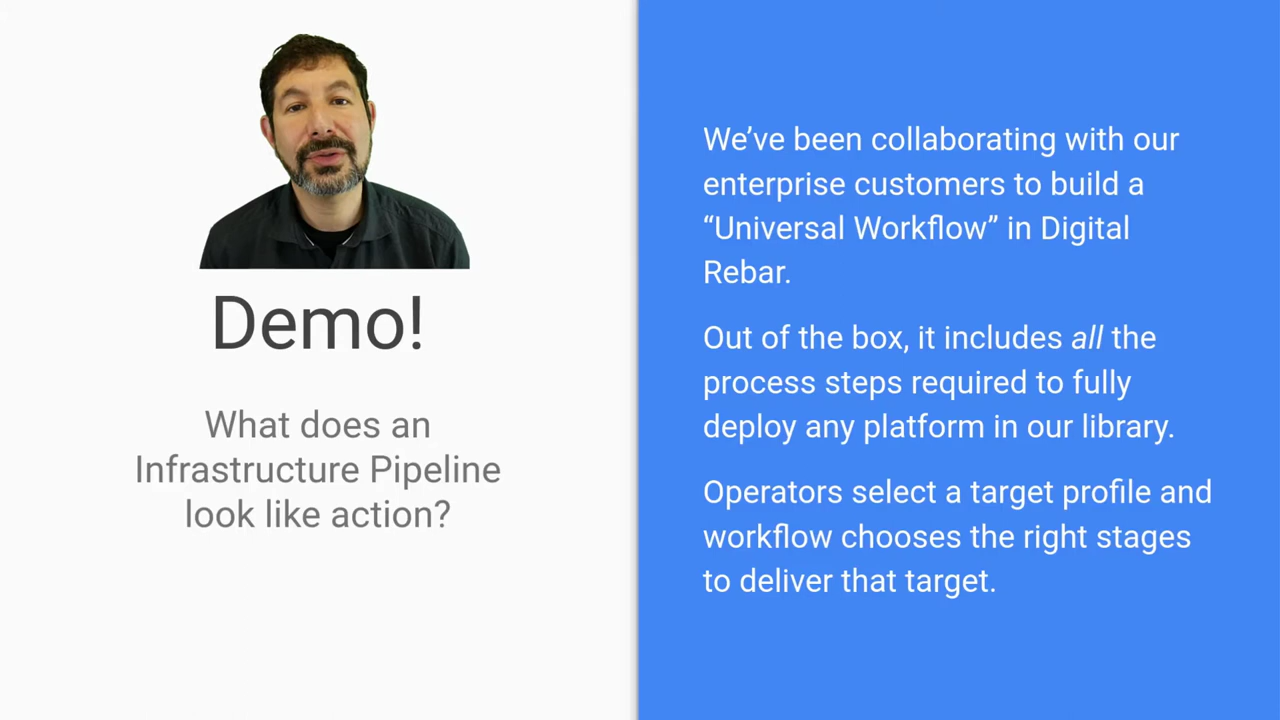 Demo!
What does an
Infrastructure Pipeline
look like action?
We’ve been collaborating with our
enterprise customers to build a
“Universal Workflow” in Digital
Rebar.
Out of the box, it includes all the
process steps required to fully
deploy any platform in our library.
Operators select a target profile and
workflow chooses the right stages
to deliver that target.